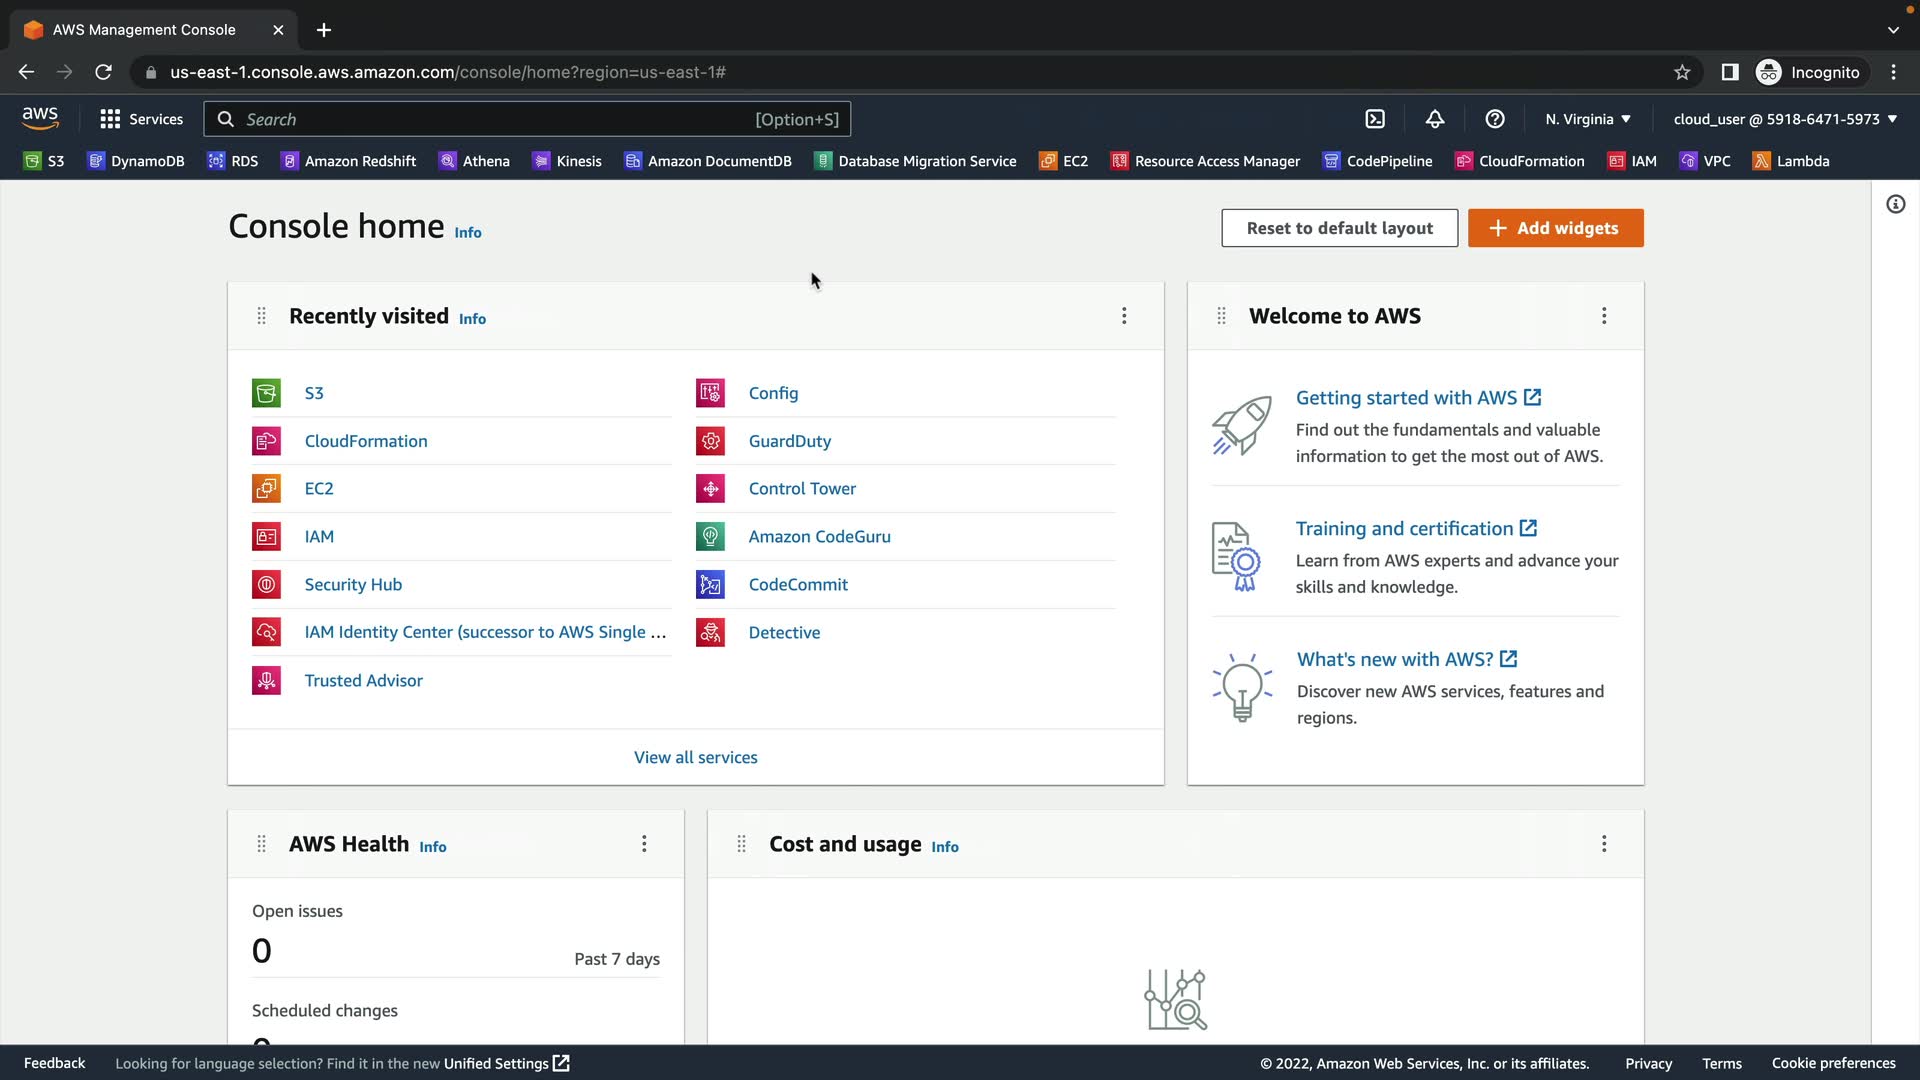 AWS Management Console
us-east-1.console.aws.amazon.com/console/home?region=us-east-1#
Incognito
aws
Services
Search
[Option+S]
N. Virginia
cloud_user @ 5918-6471-5973
S3 DynamoDB RDS Amazon Redshift Athena Kinesis Amazon DocumentDB Database Migration Service EC2 Resource Access Manager CodePipeline CloudFormation IAM VPC Lambda
Console home Info
Reset to default layout
Add widgets
Recently visited Info
S3
CloudFormation
EC2
IAM
Security Hub
IAM Identity Center (successor to AWS Single ...
Trusted Advisor
Config
GuardDuty
Control Tower
Amazon CodeGuru
CodeCommit
Detective
View all services
Welcome to AWS
Getting started with AWS
Find out the fundamentals and valuable
information to get the most out of AWS.
Training and certification
Learn from AWS experts and advance your
skills and knowledge.
What's new with AWS?
Discover new AWS services, features and
regions.
AWS Health Info
Open issues
0
Past 7 days
Scheduled changes
Cost and usage Info
Feedback
Looking for language selection? Find it in the new Unified Settings
© 2022, Amazon Web Services, Inc. or its affiliates.
Privacy
Terms
Cookie preferences